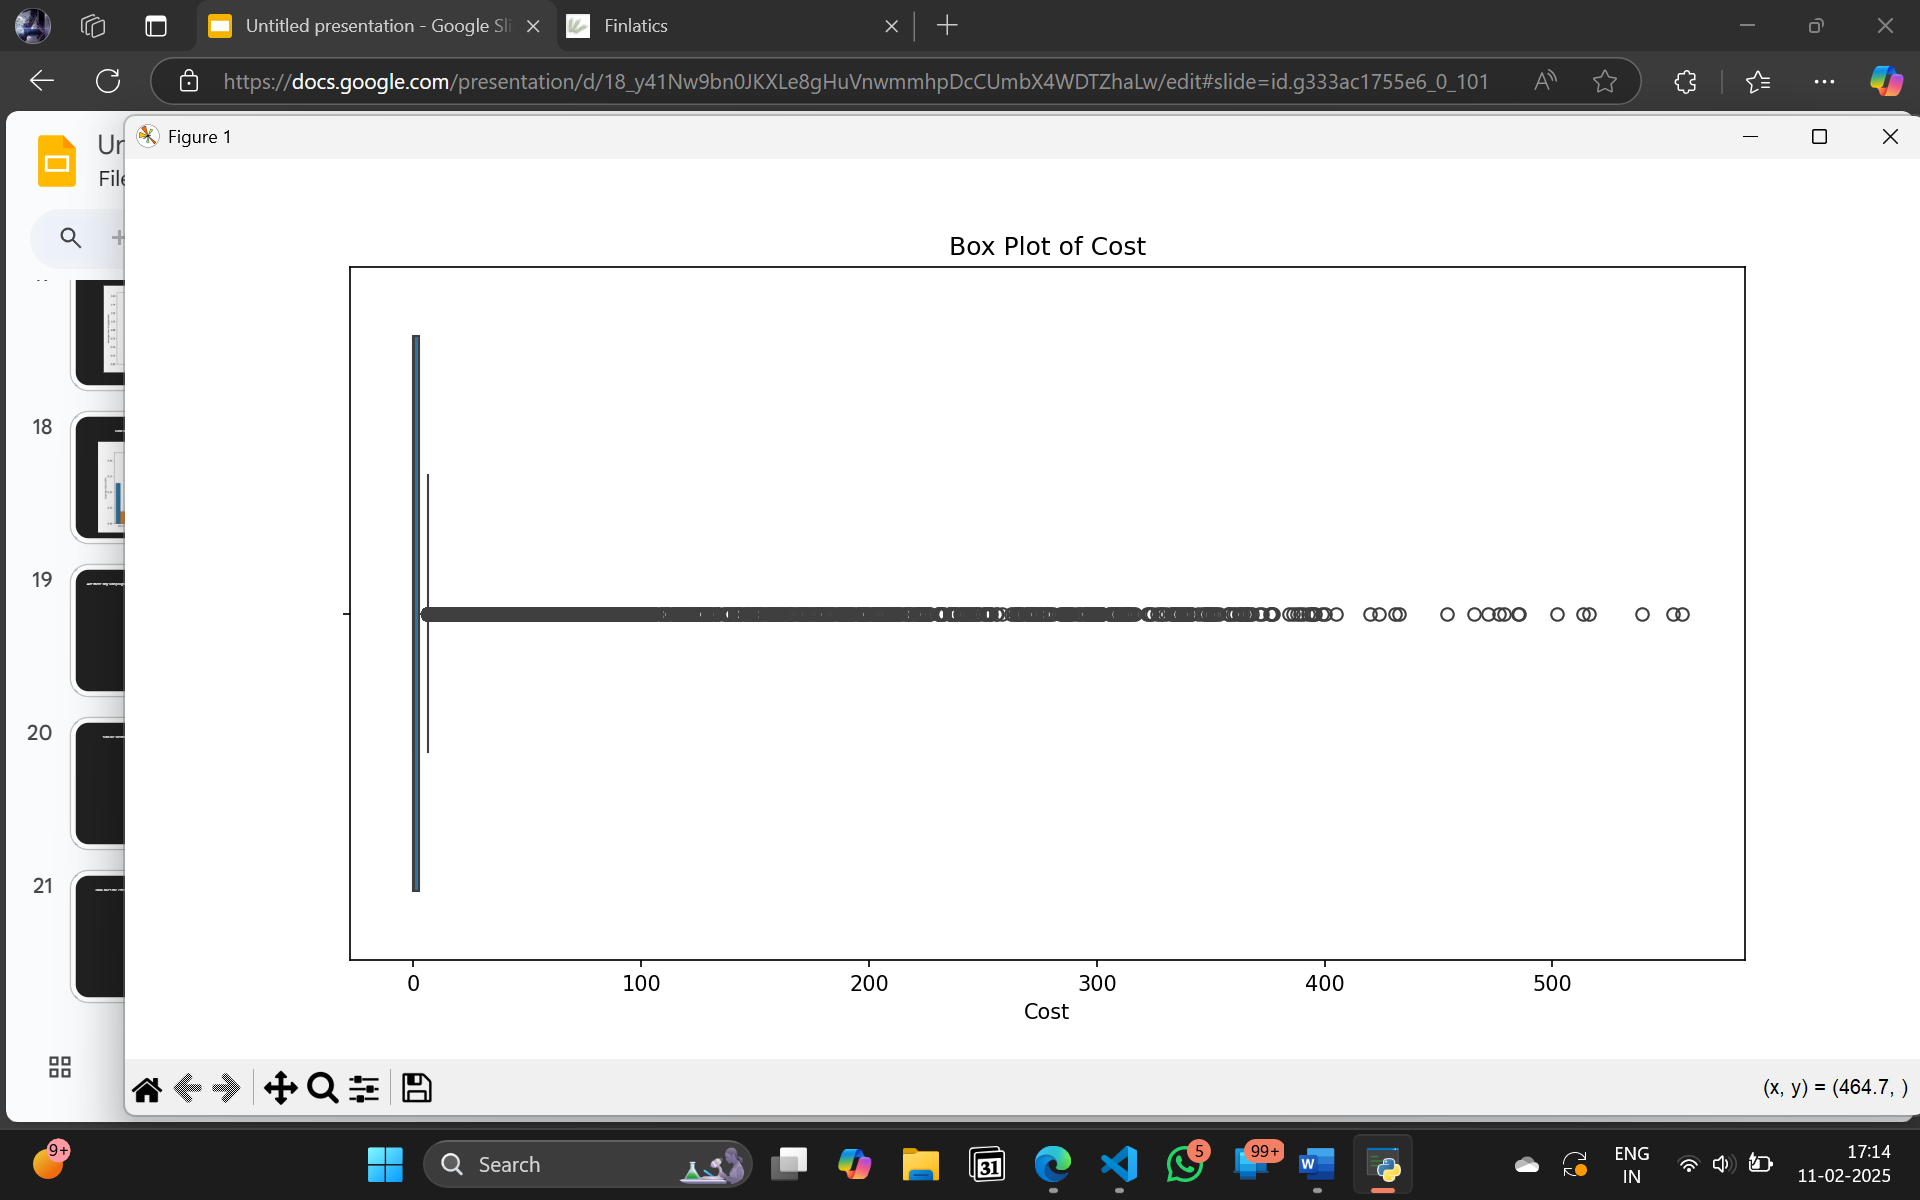 Untitled presentation - Google Sli
Finlatics
https://docs.google.com/presentation/d/18_y41Nw9bn0JKXLe8gHuVnwmmhpDcCUmbX4WDTZhaLw/edit#slide=id.g333ac1755e6_0_101
Figure 1
18
19
20
21
Box Plot of Cost
0 100 200 300 400 500
Cost
(x, y) = (464.7, )
9+
Search
31
5
99+
W
ENG
IN
17:14
11-02-2025